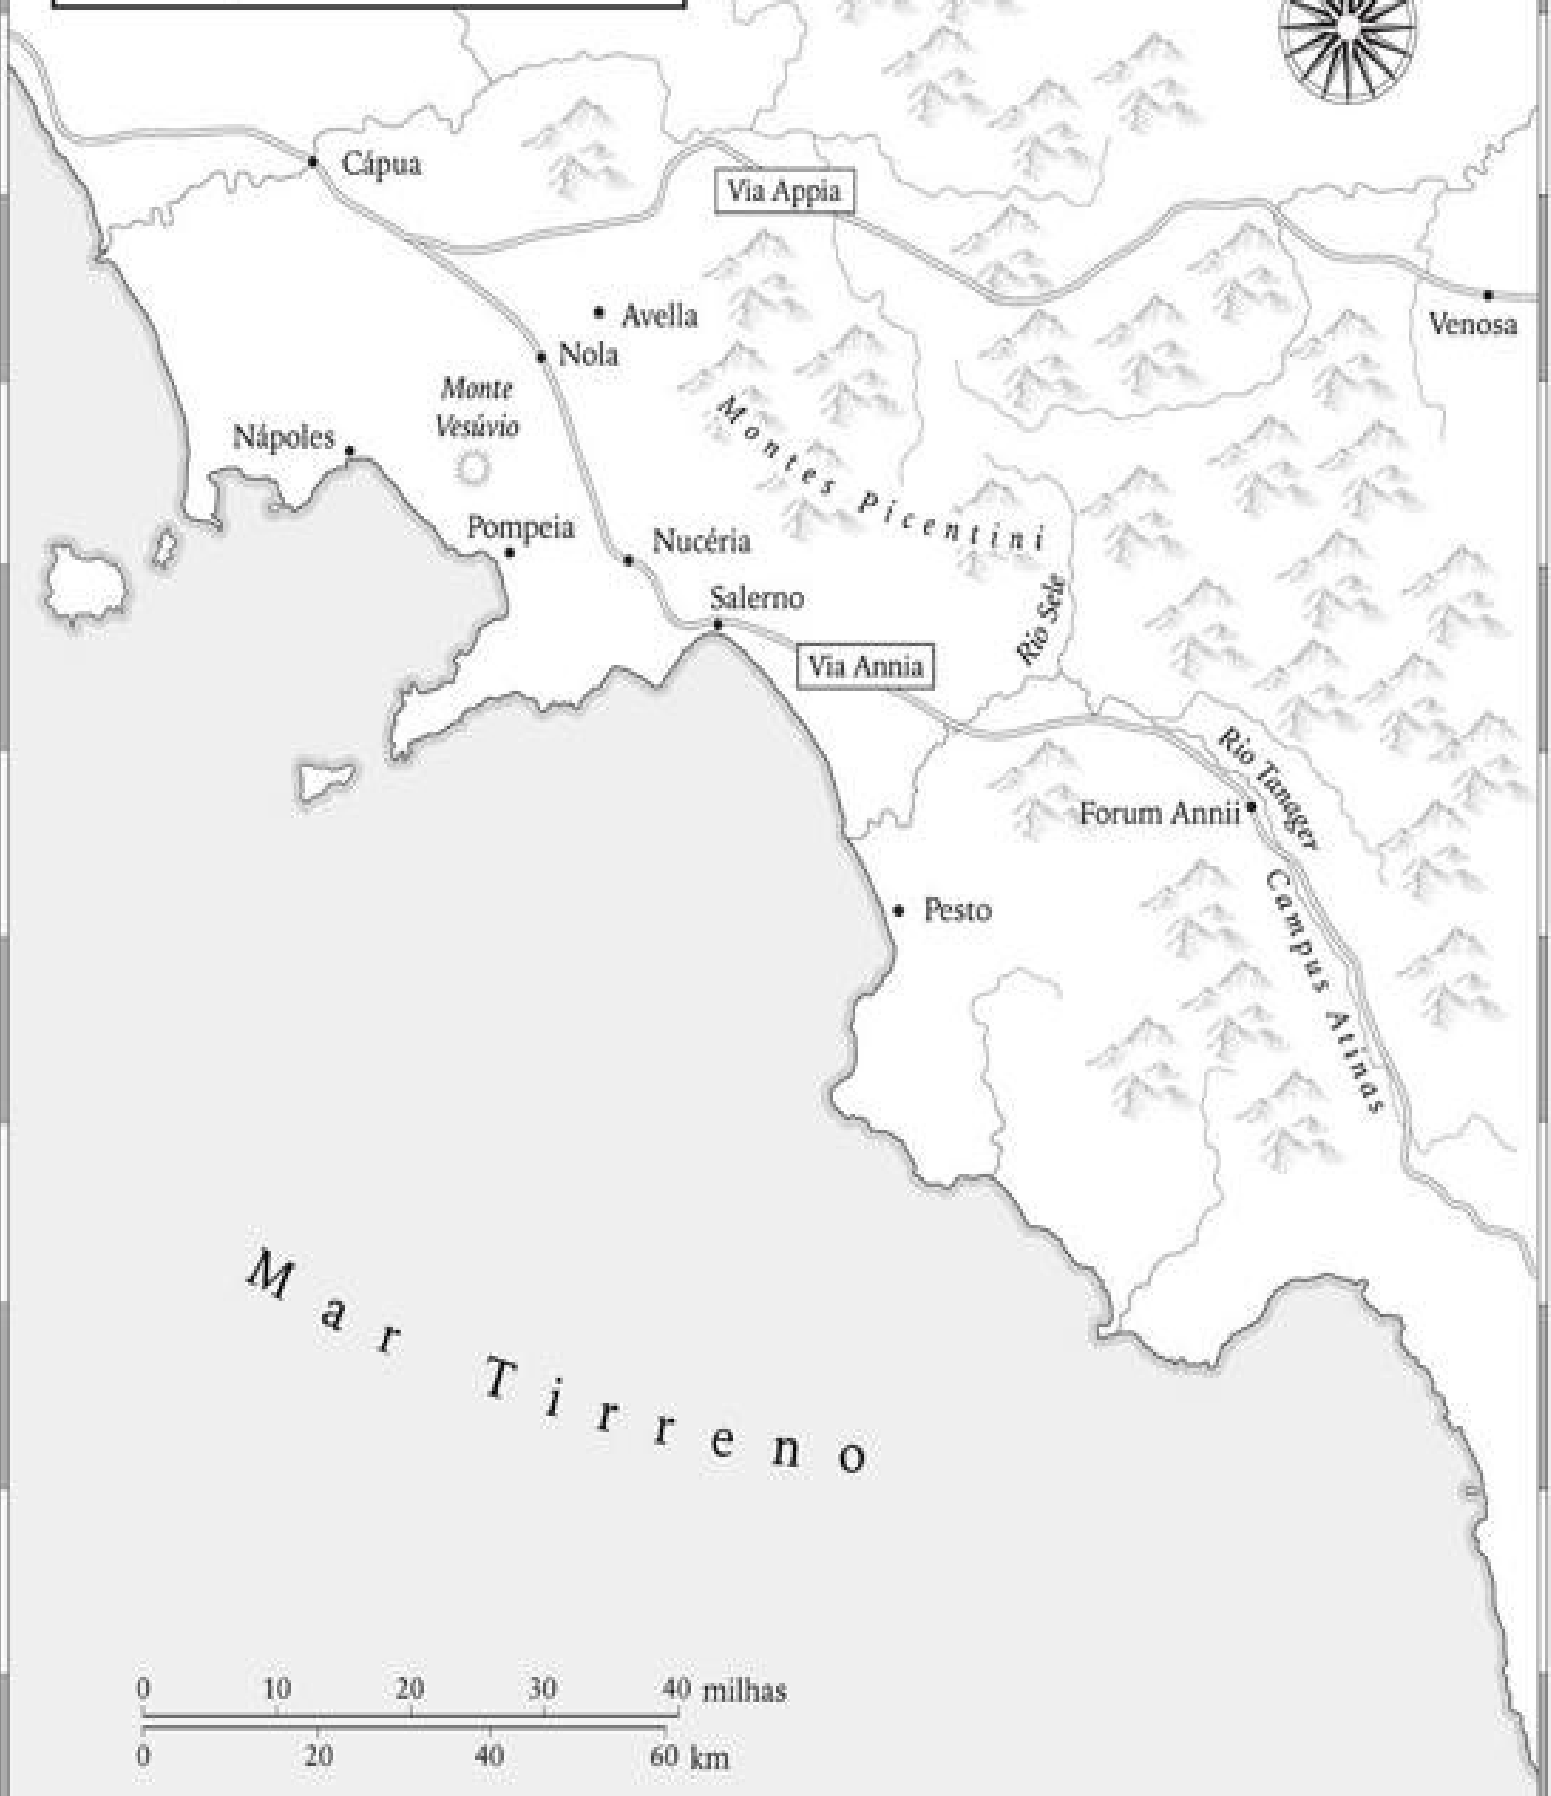 Cápua
Via Appia
Avella
Venosa
Nola
Monte
Vesúvio
Nápoles
Montes Picentini
Pompeia
Nucéria
Salerno
Rio Sele
Via Annia
Rio Tanager
Forum Annii
Campus Atinas
Pesto
Mar Tirreno
0 10 20 30 40 milhas
0 20 40 60 km